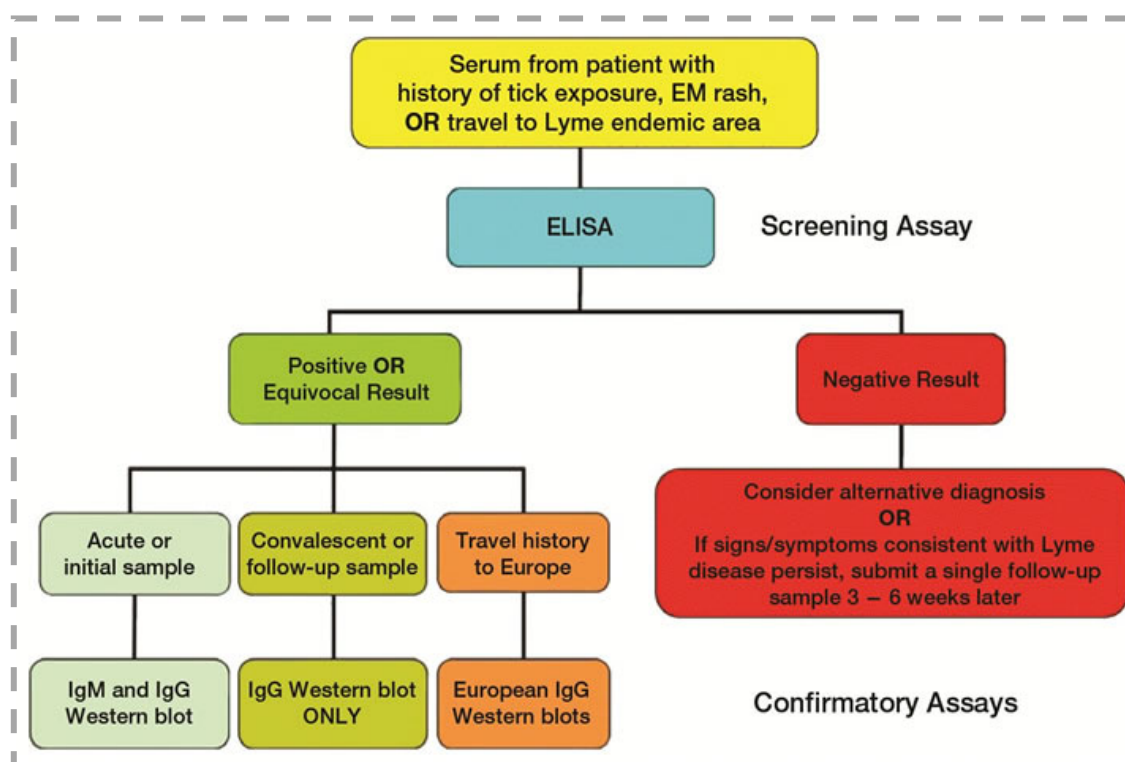 Serum from patient with
history of tick exposure, EM rash,
OR travel to Lyme endemic area
ELISA
Screening Assay
Positive OR
Equivocal Result
Negative Result
Acute or
initial sample
Convalescent or
follow-up sample
Travel history
to Europe
Consider alternative diagnosis
OR
If signs/symptoms consistent with Lyme
disease persist, submit a single follow-up
sample 3 – 6 weeks later
IgM and IgG
Western blot
IgG Western blot
ONLY
European IgG
Western blots
Confirmatory Assays